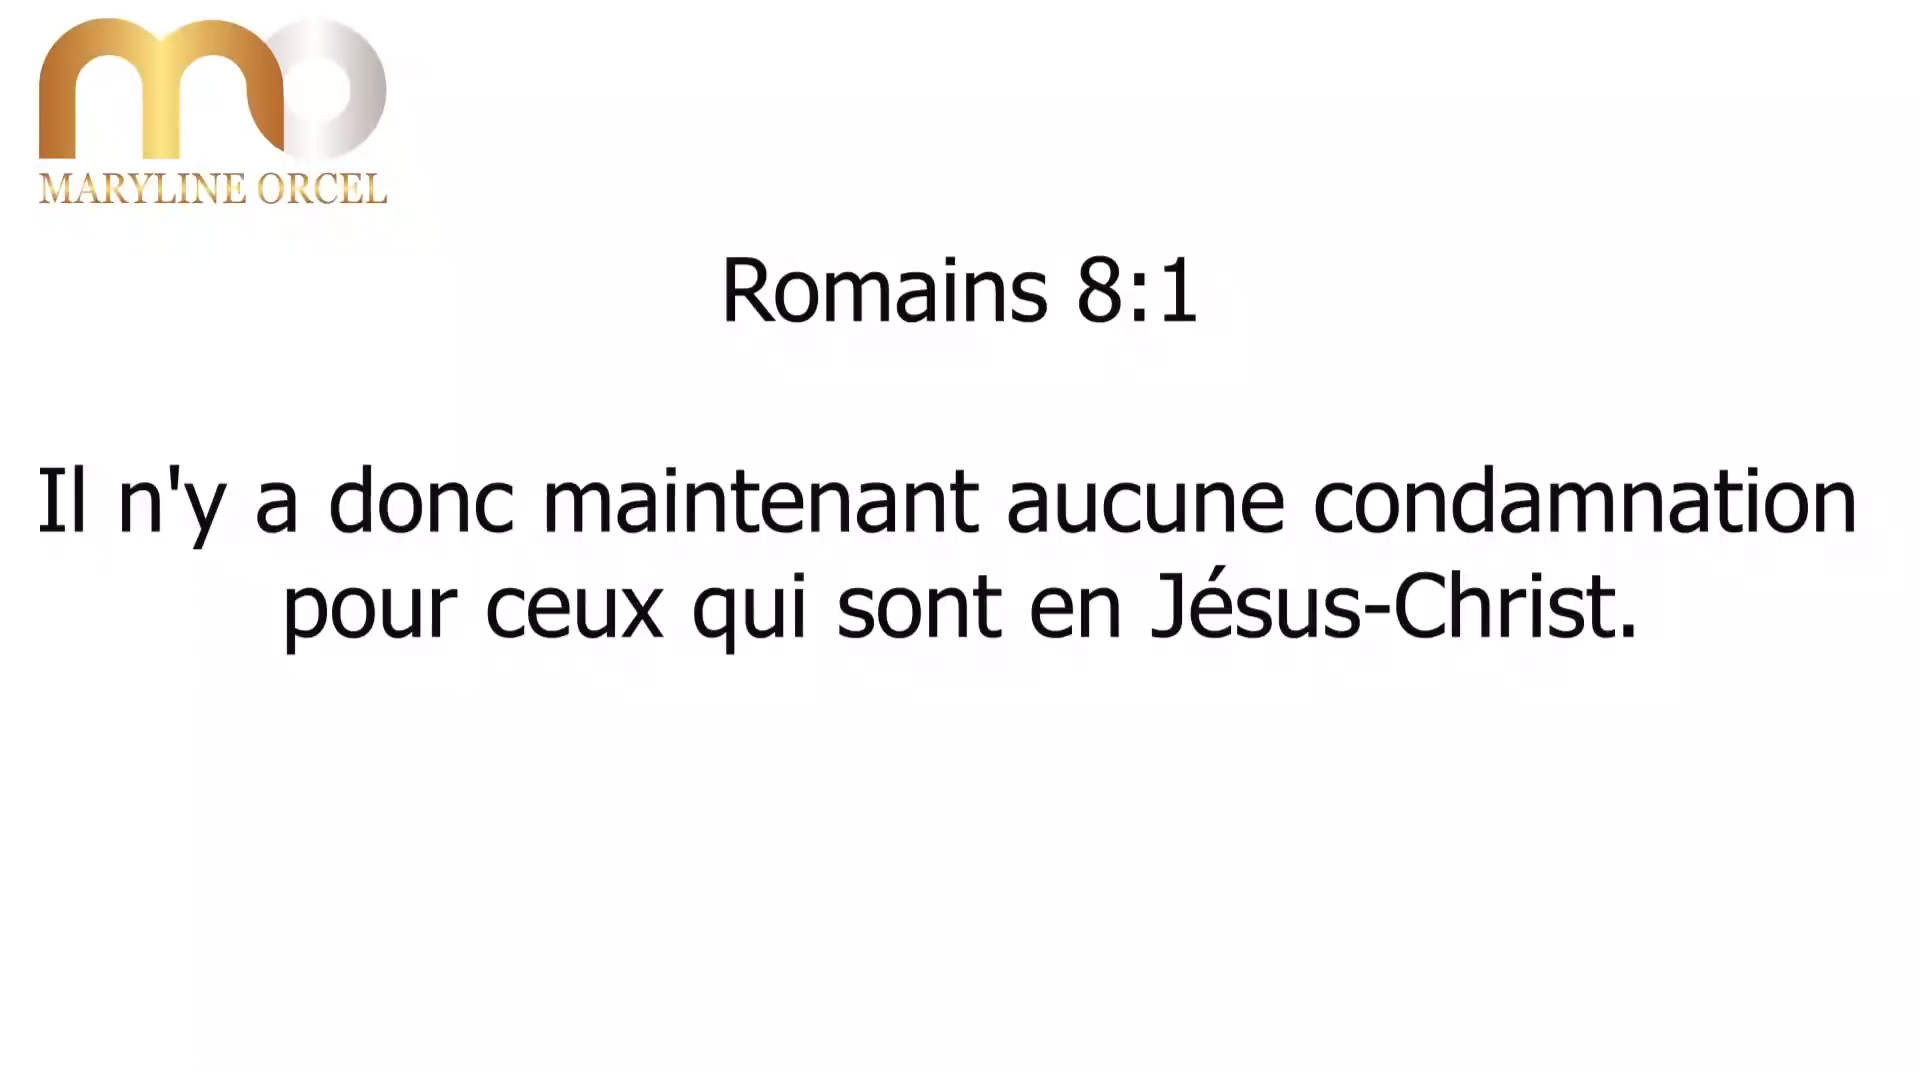 MARYLINE ORCEL
Romains 8:1
Il n'y a donc maintenant aucune condamnation
pour ceux qui sont en Jésus-Christ.